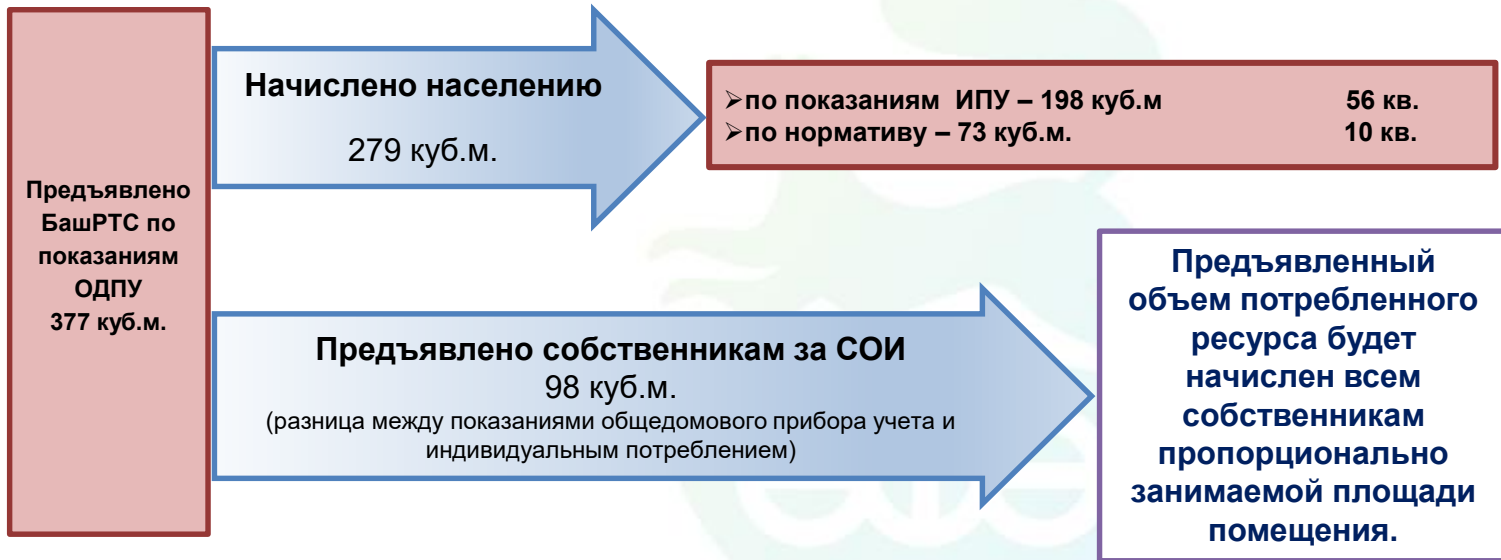 Предъявлено
БашРТС по
показаниям
ОДПУ
377 куб.м.
Начислено населению
279 куб.м.
➢по показаниям ИПУ – 198 куб.м 56 кв.
➢по нормативу – 73 куб.м. 10 кв.
Предъявлено собственникам за СОИ
98 куб.м.
(разница между показаниями общедомового прибора учета и
индивидуальным потреблением)
Предъявленный
объем потребленного
ресурса будет
начислен всем
собственникам
пропорционально
занимаемой площади
помещения.